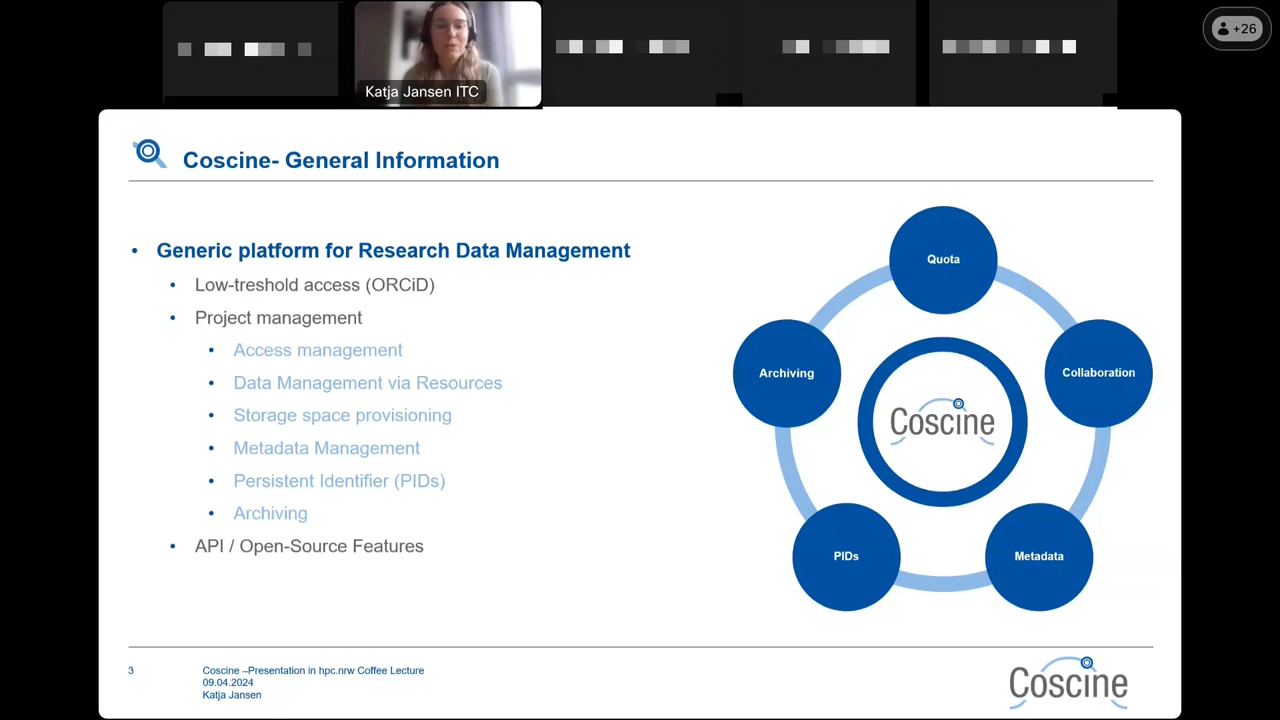 +26
Katja Jansen ITC
Coscine- General Information
• Generic platform for Research Data Management
• Low-treshold access (ORCiD)
• Project management
• Access management
• Data Management via Resources
• Storage space provisioning
• Metadata Management
• Persistent Identifier (PIDs)
• Archiving
• API / Open-Source Features
Quota
Archiving
Collaboration
Coscine
PIDs
Metadata
3
Coscine –Presentation in hpc.nrw Coffee Lecture
09.04.2024
Katja Jansen
Coscine